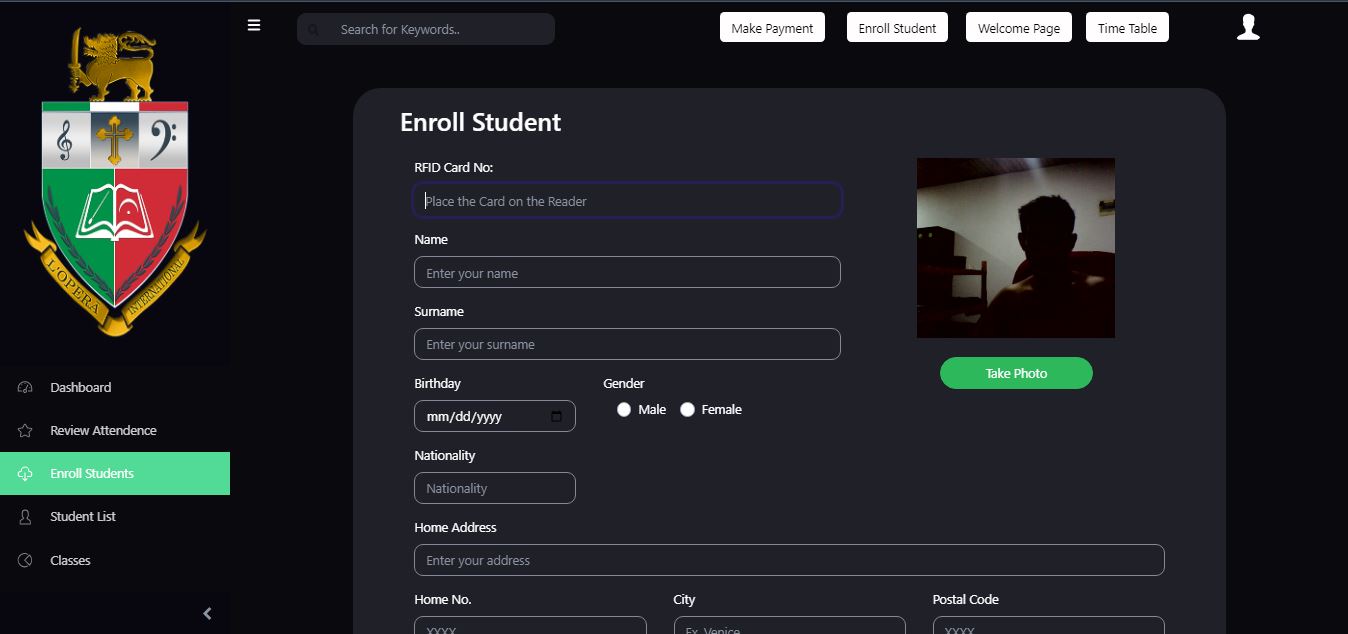 Search for Keywords..
Make Payment
Enroll Student
Welcome Page
Time Table
L'OPERA INTERNATIONAL
Dashboard
Review Attendence
Enroll Students
Student List
Classes
Enroll Student
RFID Card No:
Place the Card on the Reader
Name
Enter your name
Surname
Enter your surname
Take Photo
Birthday
Gender
mm/dd/yyyy
Male
Female
Nationality
Nationality
Home Address
Enter your address
Home No.
City
Postal Code
XXXX
Ex. Venice
XXXX